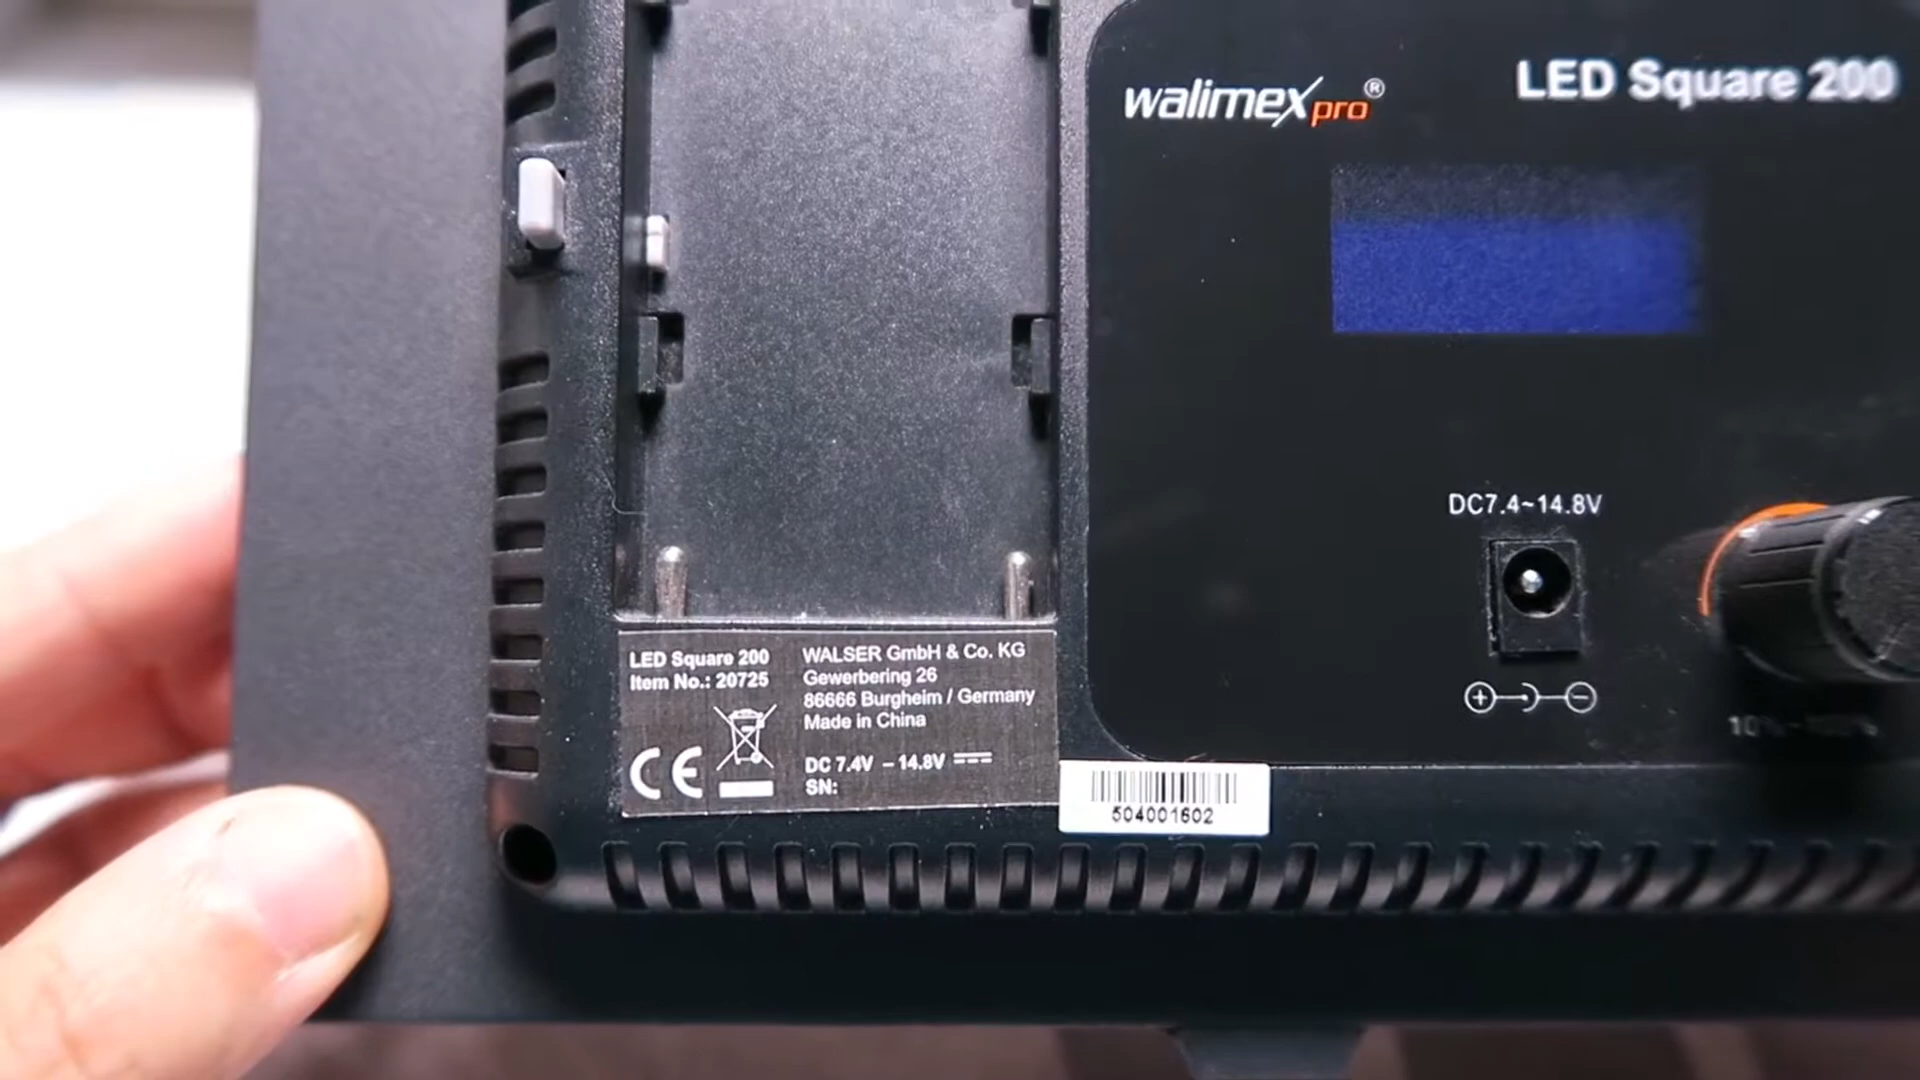 walimex pro ®
LED Square 200
DC7.4~14.8V
LED Square 200
Item No.: 20725
WALSER GmbH & Co. KG
Gewerbering 26
86666 Burgheim / Germany
Made in China
DC 7.4V – 14.8V
SN:
CE
504001602